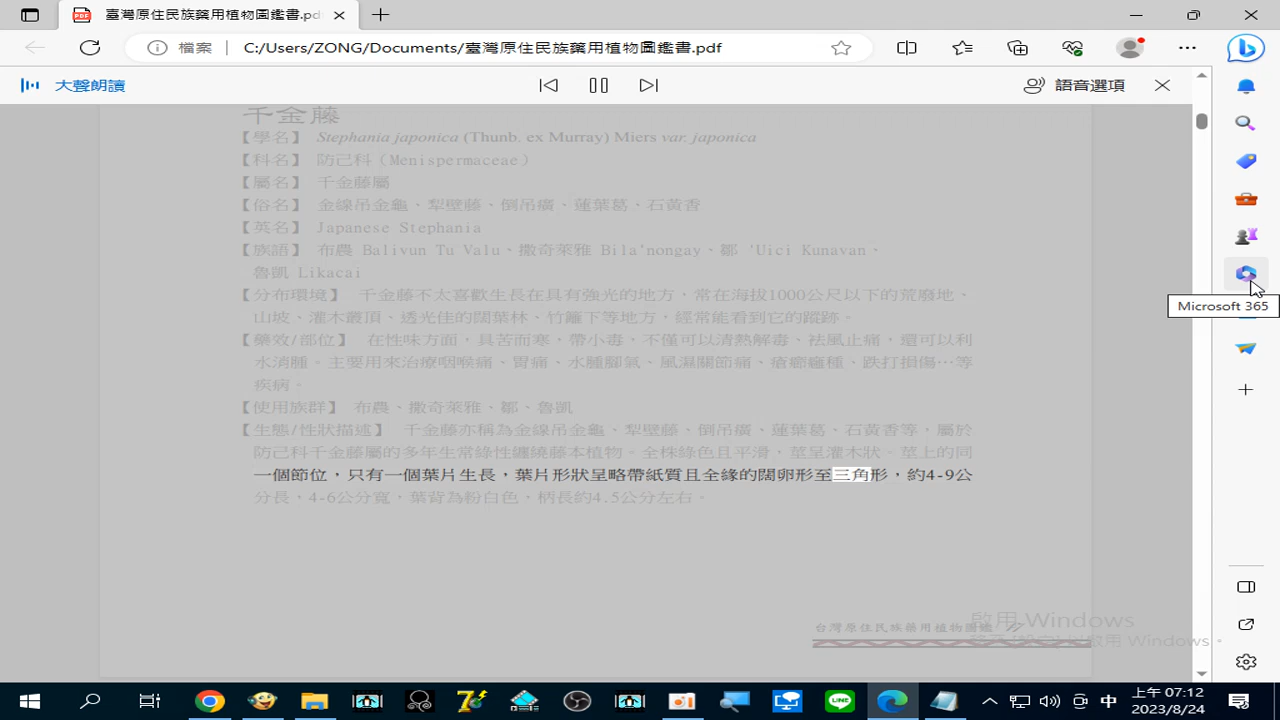 臺灣原住民族藥用植物圖鑑書.pdf
檔案 C:/Users/ZONG/Documents/臺灣原住民族藥用植物圖鑑書.pdf
大聲朗讀
語音選項
千金藤
【學名】 Stephania japonica (Thunb. ex Murray) Miers var. japonica
【科名】 防己科（Menispermaceae）
【屬名】 千金藤屬
【俗名】 金線吊金龜、犁壁藤、倒吊癀、蓮葉葛、石黃香
【英名】 Japanese Stephania
【族語】 布農 Balivun Tu Valu、撒奇萊雅 Bila'nongay、鄒 'Uici Kunavan、
魯凱 Likacai
【分布環境】 千金藤不太喜歡生長在具有強光的地方，常在海拔1000公尺以下的荒廢地、
山坡、灌木叢頂、透光佳的闊葉林、竹籬下等地方，經常能看到它的蹤跡。
【藥效/部位】 在性味方面，具苦而寒，帶小毒，不僅可以清熱解毒、祛風止痛，還可以利
水消腫。主要用來治療咽喉痛、胃痛、水腫腳氣、風濕關節痛、瘡癤癰種、跌打損傷…等
疾病。
【使用族群】 布農、撒奇萊雅、鄒、魯凱
【生態/性狀描述】 千金藤亦稱為金線吊金龜、犁壁藤、倒吊癀、蓮葉葛、石黃香等，屬於
防己科千金藤屬的多年生常綠性纏繞藤本植物。全株綠色且平滑，莖呈灌木狀。莖上的同
一個節位，只有一個葉片生長，葉片形狀呈略帶紙質且全緣的闊卵形至三角形，約4-9公
分長，4-6公分寬，葉背為粉白色，柄長約4.5公分左右。
台灣原住民族藥用植物圖鑑
Microsoft 365
啟用 Windows
中
上午 07:12
2023/8/24